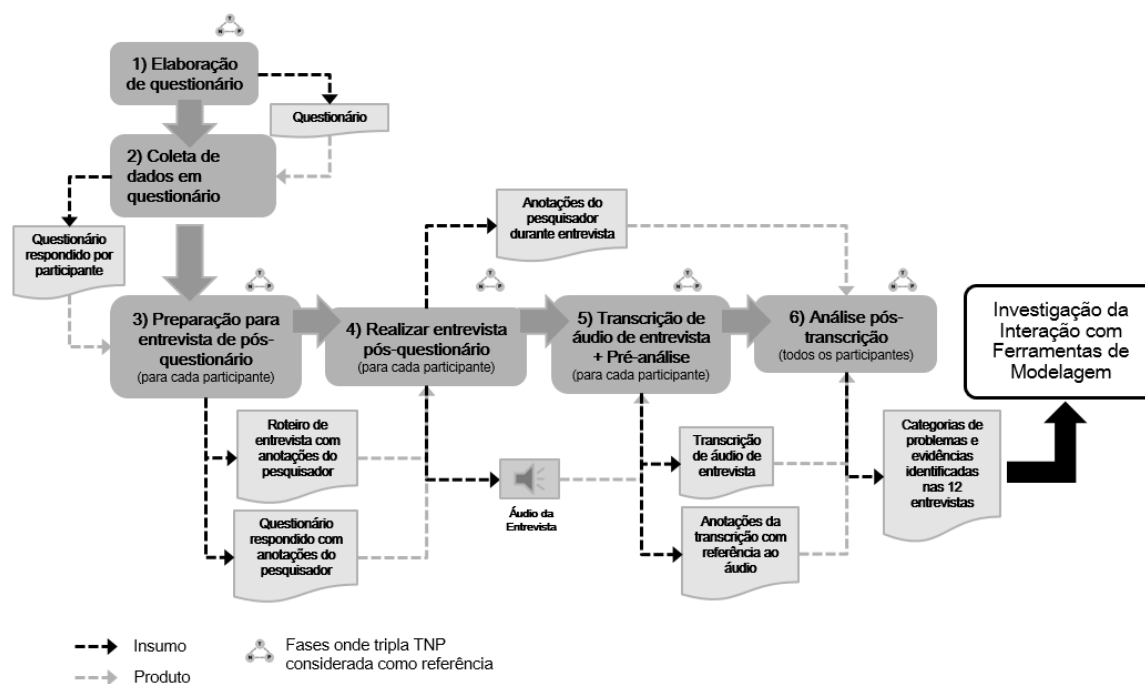 T
N P
1) Elaboração
de questionário
Questionário
2) Coleta de
dados em
questionário
Questionário
respondido por
participante
Anotações do
pesquisador
durante entrevista
T
N P
3) Preparação para
entrevista de pós-
questionário
(para cada participante)
T
N P
4) Realizar entrevista
pós-questionário
(para cada participante)
T
N P
5) Transcrição de
áudio de entrevista
+ Pré-análise
(para cada participante)
T
N P
6) Análise pós-
transcrição
(todos os participantes)
Investigação da
Interação com
Ferramentas de
Modelagem
Roteiro de
entrevista com
anotações do
pesquisador
Questionário
respondido com
anotações do
pesquisador
Áudio da
Entrevista
Transcrição
de áudio de
entrevista
Anotações da
transcrição com
referência ao
áudio
Categorias de
problemas e
evidências
identificadas
nas 12
entrevistas
Insumo
Produto
T
N P
Fases onde tripla TNP
considerada como referência